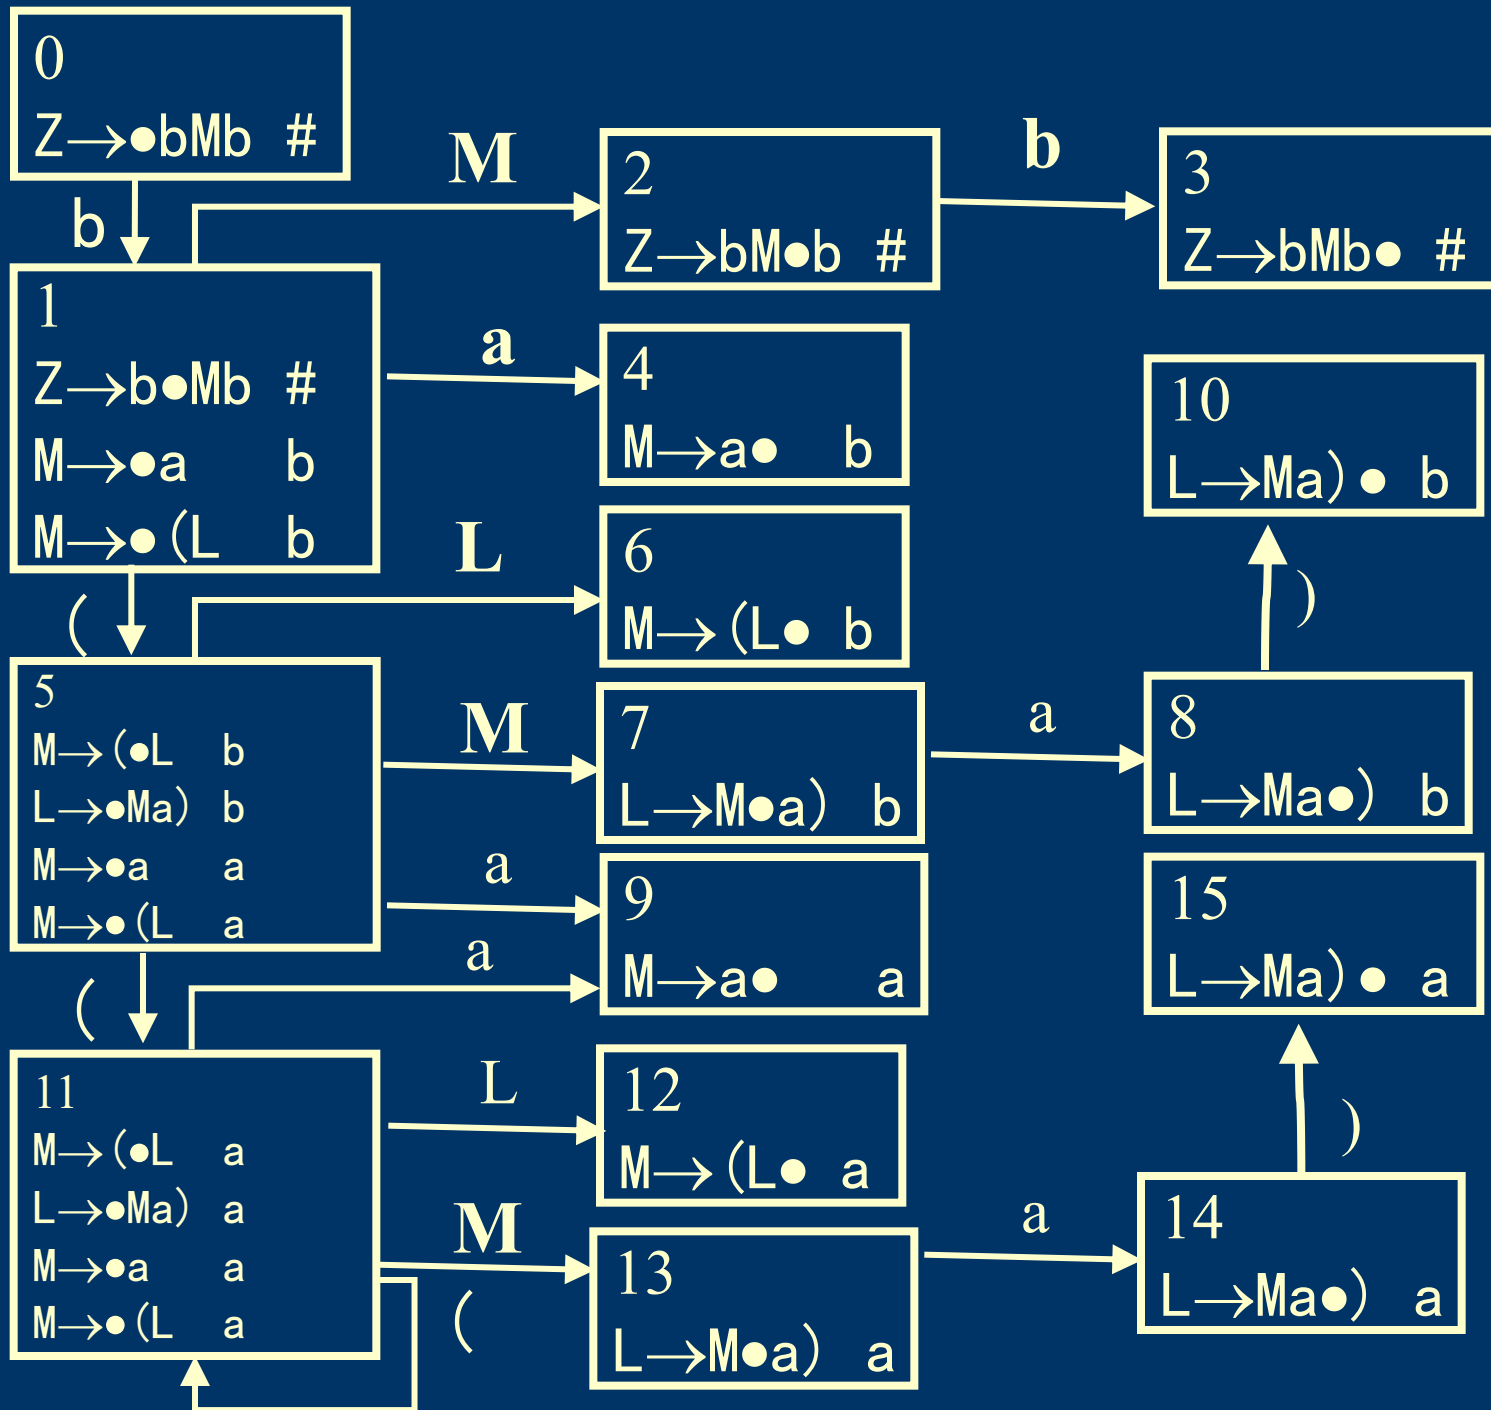 0
Z→●bMb #
b
M
2
Z→bM●b #
b
3
Z→bMb● #
1
Z→b●Mb #
M→●a b
M→●(L b
a
4
M→a● b
10
L→Ma)● b
(
L
6
M→(L● b
)
5
M→(●L b
L→●Ma) b
M→●a a
M→●(L a
M
7
L→M●a) b
a
8
L→Ma●) b
a
9
M→a● a
15
L→Ma)● a
(
a
11
M→(●L a
L→●Ma) a
M→●a a
M→●(L a
L
12
M→(L● a
)
M
(
13
L→M●a) a
a
14
L→Ma●) a